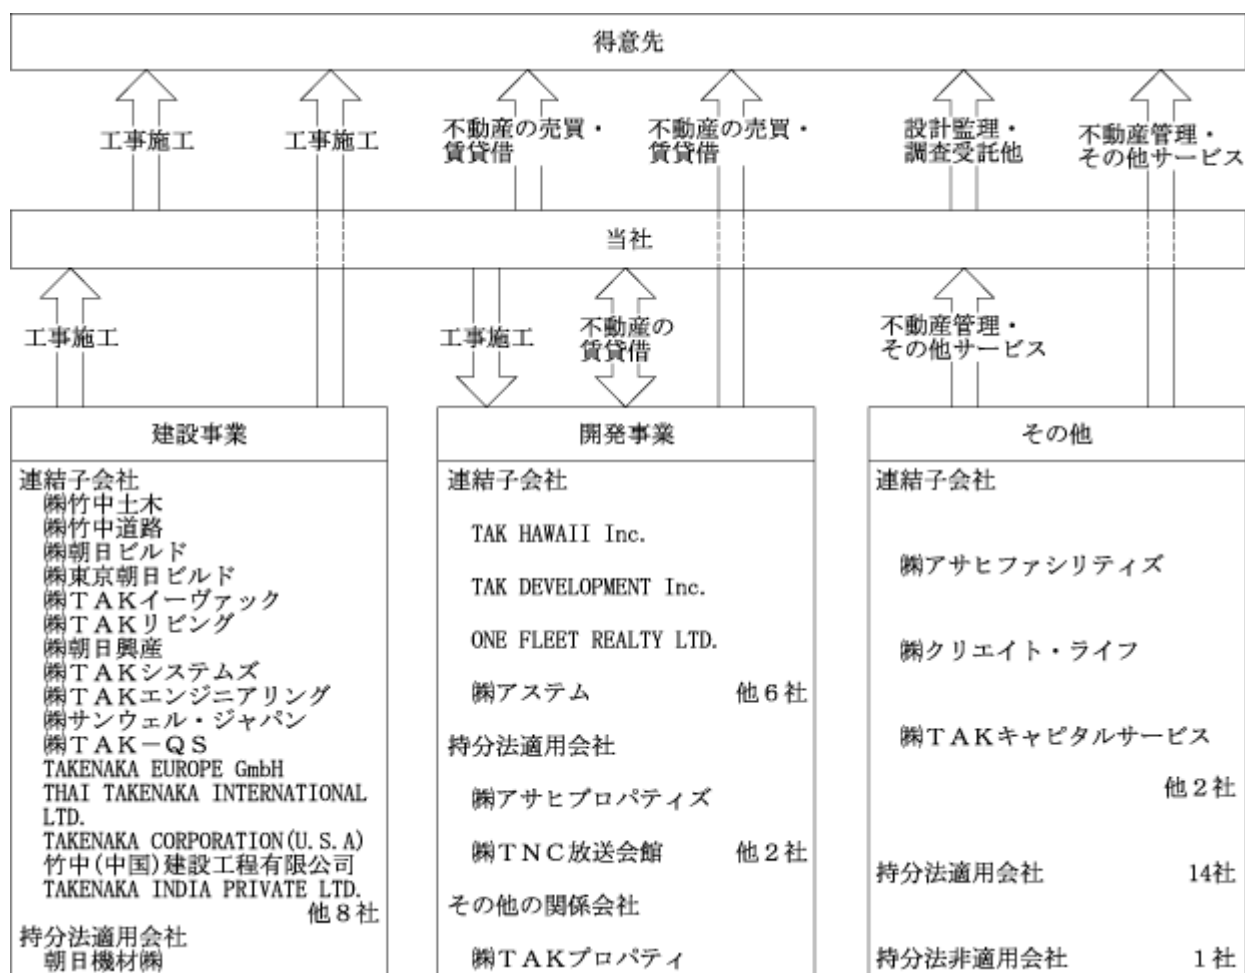 得意先
工事施工
工事施工
不動産の売買・
賃貸借
不動産の売買・
賃貸借
設計監理・
調査受託他
不動産管理・
その他サービス
当社
工事施工
工事施工
不動産の
賃貸借
不動産管理・
その他サービス
建設事業
連結子会社
㈱竹中土木
㈱竹中道路
㈱朝日ビルド
㈱東京朝日ビルド
㈱ＴＡＫイーヴァック
㈱ＴＡＫリビング
㈱朝日興産
㈱ＴＡＫシステムズ
㈱ＴＡＫエンジニアリング
㈱サンウェル・ジャパン
㈱ＴＡＫ－ＱＳ
TAKENAKA EUROPE GmbH
THAI TAKENAKA INTERNATIONAL
LTD.
TAKENAKA CORPORATION(U.S.A)
竹中(中国)建設工程有限公司
TAKENAKA INDIA PRIVATE LTD.
他８社
持分法適用会社
朝日機材㈱
開発事業
連結子会社
TAK HAWAII Inc.
TAK DEVELOPMENT Inc.
ONE FLEET REALTY LTD.
㈱アステム 他６社
持分法適用会社
㈱アサヒプロパティズ
㈱ＴＮＣ放送会館 他２社
その他の関係会社
㈱ＴＡＫプロパティ
その他
連結子会社
㈱アサヒファシリティズ
㈱クリエイト・ライフ
㈱ＴＡＫキャピタルサービス
他２社
持分法適用会社 14社
持分法非適用会社 １社